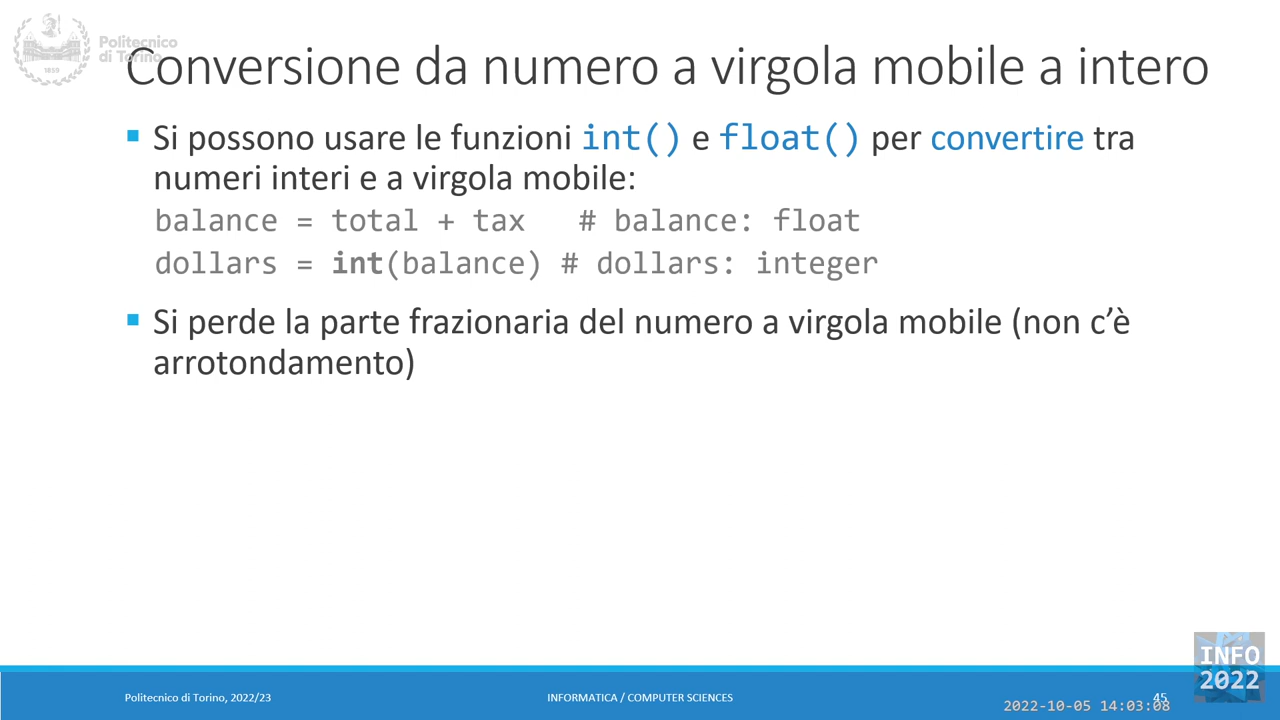 Politecnico
di Torino
1859
Conversione da numero a virgola mobile a intero
Si possono usare le funzioni int() e float() per convertire tra
numeri interi e a virgola mobile:
balance = total + tax   # balance: float
dollars = int(balance) # dollars: integer
Si perde la parte frazionaria del numero a virgola mobile (non c’è
arrotondamento)
INFO
2022
Politecnico di Torino, 2022/23
INFORMATICA / COMPUTER SCIENCES
45
2022-10-05 14:03:08